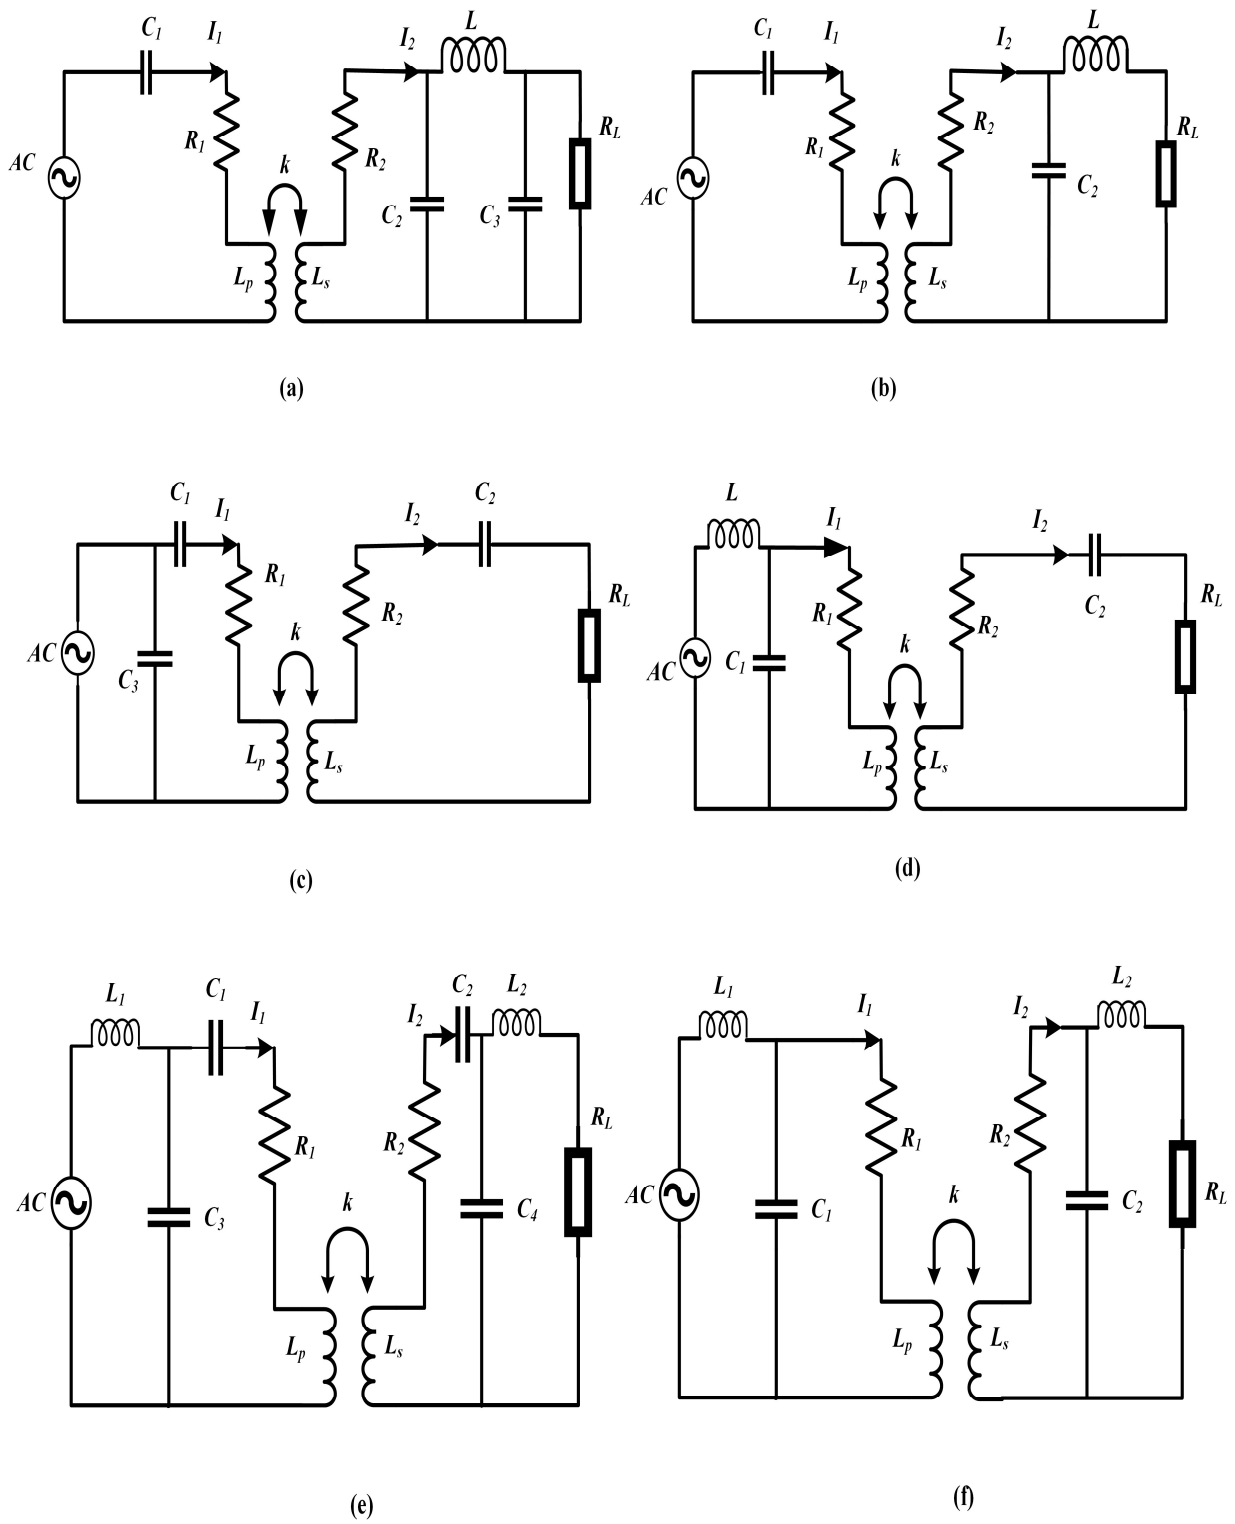 C1 I1 I2 L
AC R1 k R2 C2 C3 RL
Lp Ls
(a)
C1 I1 I2 L
AC R1 k R2 C2 RL
Lp Ls
(b)
C1 I1 I2 C2
AC C3 R1 k R2 RL
Lp Ls
(c)
L I1 I2 C2
AC C1 R1 k R2 RL
Lp Ls
(d)
L1 C1 I1 I2 C2 L2
AC C3 R1 k R2 C4 RL
Lp Ls
(e)
L1 I1 I2 L2
AC C1 R1 k R2 C2 RL
Lp Ls
(f)